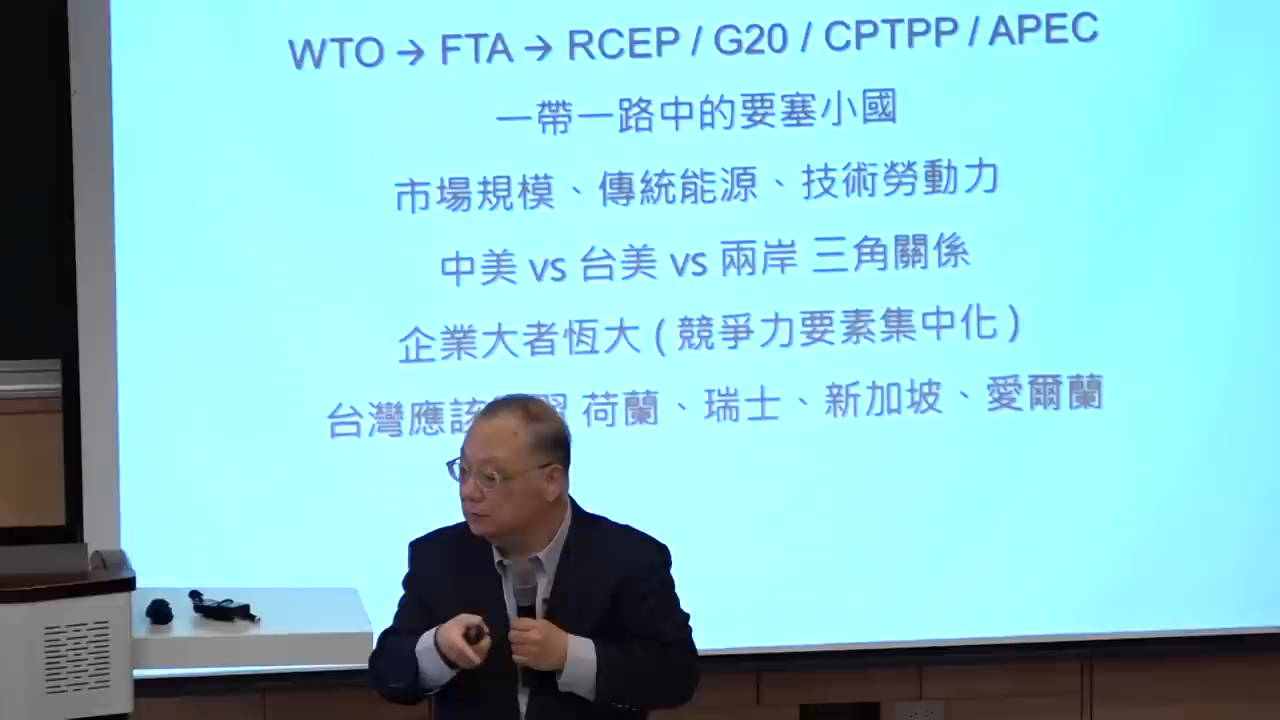 WTO → FTA → RCEP / G20 / CPTPP / APEC
一帶一路中的要塞小國
市場規模、傳統能源、技術勞動力
中美 vs 台美 vs 兩岸 三角關係
企業大者恆大 ( 競爭力要素集中化 )
台灣應該 荷蘭、瑞士、新加坡、愛爾蘭